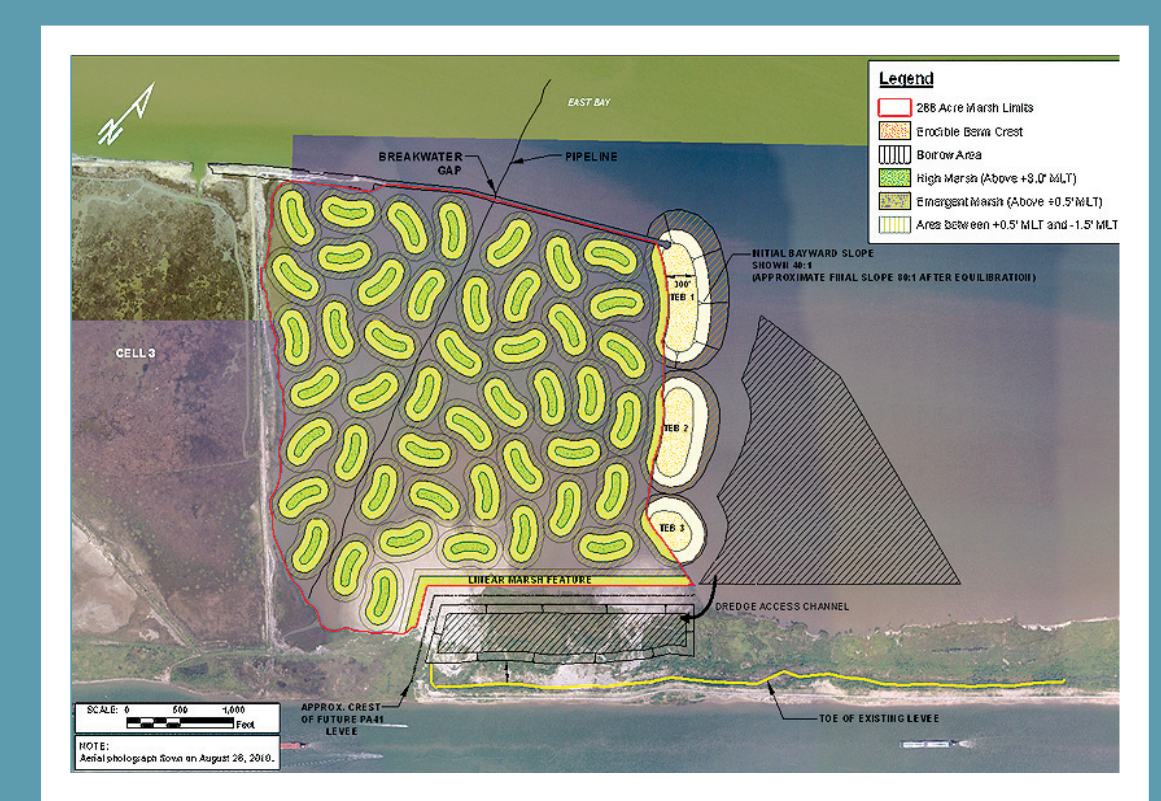 N
EAST BAY
BREAKWATER
GAP
PIPELINE
Legend
288 Acre Marsh Limits
Erodible Berm Crest
Borrow Area
High Marsh (Above +3.0' MLT)
Emergent Marsh (Above +0.5' MLT)
Area between +0.5' MLT and -1.5' MLT
INITIAL BAYWARD SLOPE
SHOWN 40:1
(APPROXIMATE FINAL SLOPE 80:1 AFTER EQUILIBRATION)
300'
TEB 1
CELL 3
TEB 2
TEB 3
LINEAR MARSH FEATURE
DREDGE ACCESS CHANNEL
APPROX. CREST
OF FUTURE PA41
LEVEE
TOE OF EXISTING LEVEE
SCALE: 0 500 1,000
Feet
NOTE:
Aerial photograph flown on August 28, 2010.